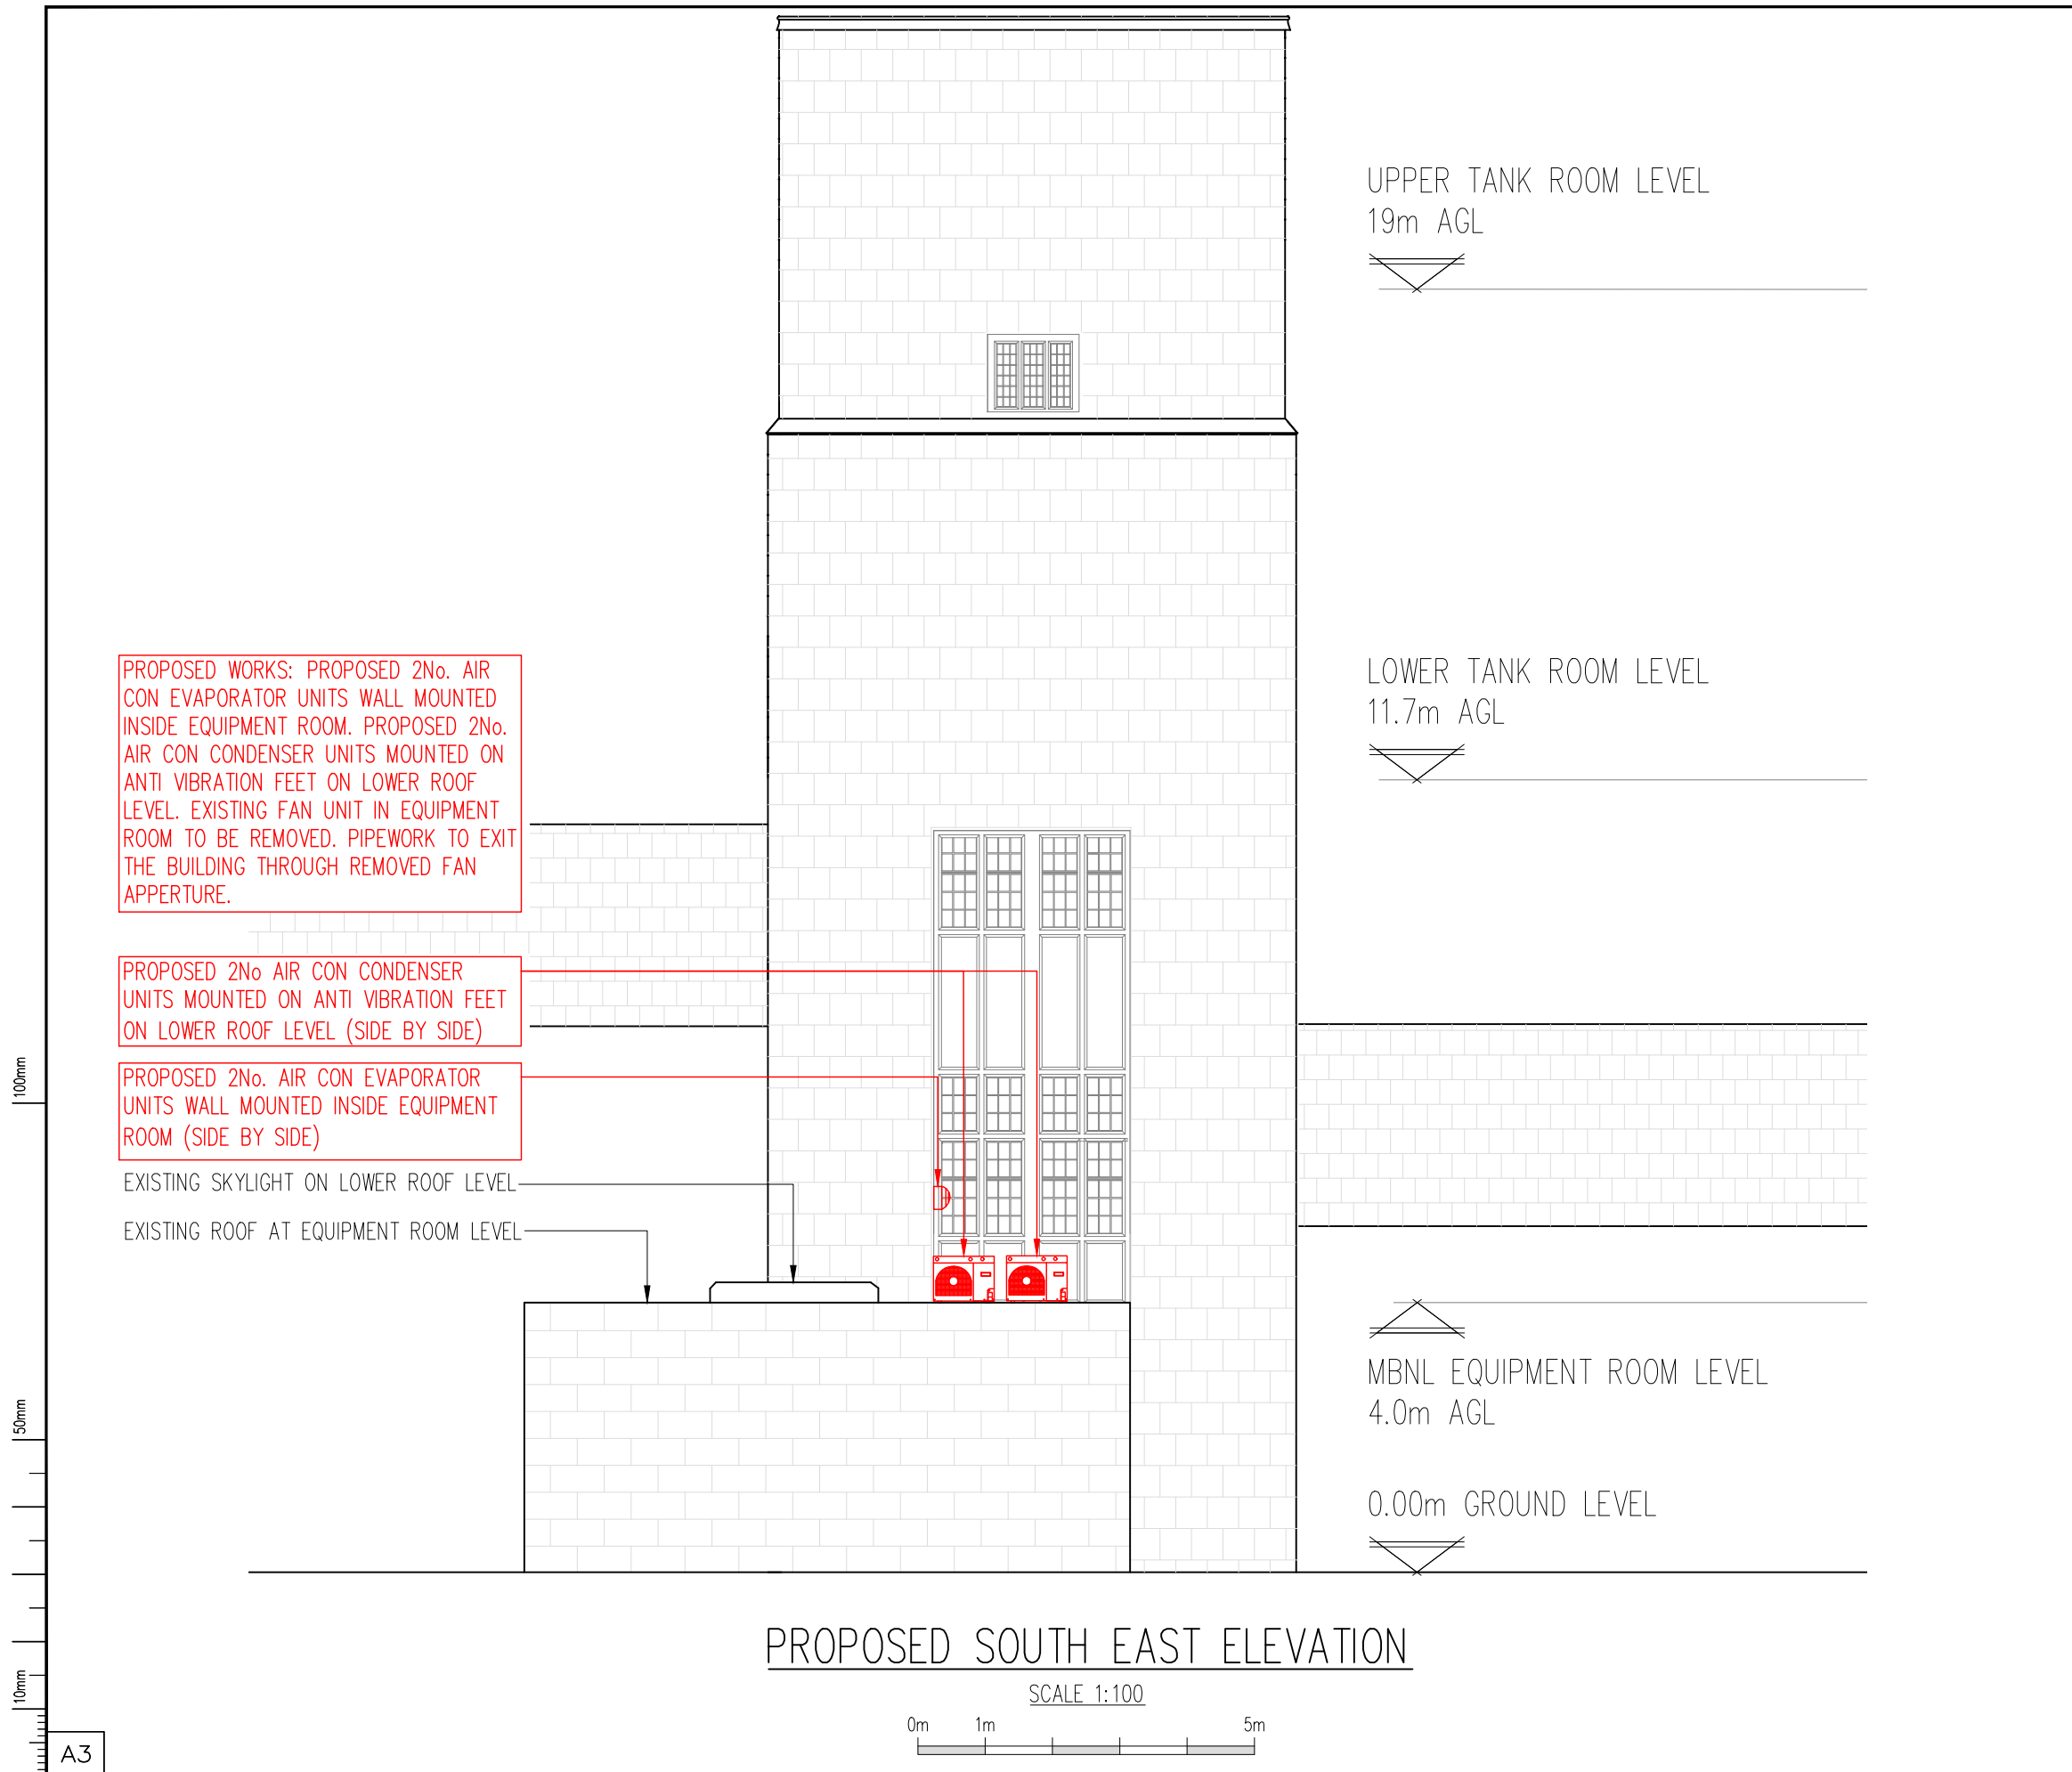 UPPER TANK ROOM LEVEL
19m AGL
LOWER TANK ROOM LEVEL
11.7m AGL
PROPOSED WORKS: PROPOSED 2No. AIR
CON EVAPORATOR UNITS WALL MOUNTED
INSIDE EQUIPMENT ROOM. PROPOSED 2No.
AIR CON CONDENSER UNITS MOUNTED ON
ANTI VIBRATION FEET ON LOWER ROOF
LEVEL. EXISTING FAN UNIT IN EQUIPMENT
ROOM TO BE REMOVED. PIPEWORK TO EXIT
THE BUILDING THROUGH REMOVED FAN
APPERTURE.
PROPOSED 2No AIR CON CONDENSER
UNITS MOUNTED ON ANTI VIBRATION FEET
ON LOWER ROOF LEVEL (SIDE BY SIDE)
PROPOSED 2No. AIR CON EVAPORATOR
UNITS WALL MOUNTED INSIDE EQUIPMENT
ROOM (SIDE BY SIDE)
EXISTING SKYLIGHT ON LOWER ROOF LEVEL
EXISTING ROOF AT EQUIPMENT ROOM LEVEL
MBNL EQUIPMENT ROOM LEVEL
4.0m AGL
0.00m GROUND LEVEL
100mm
50mm
10mm
PROPOSED SOUTH EAST ELEVATION
SCALE 1:100
0m 1m 5m
A3